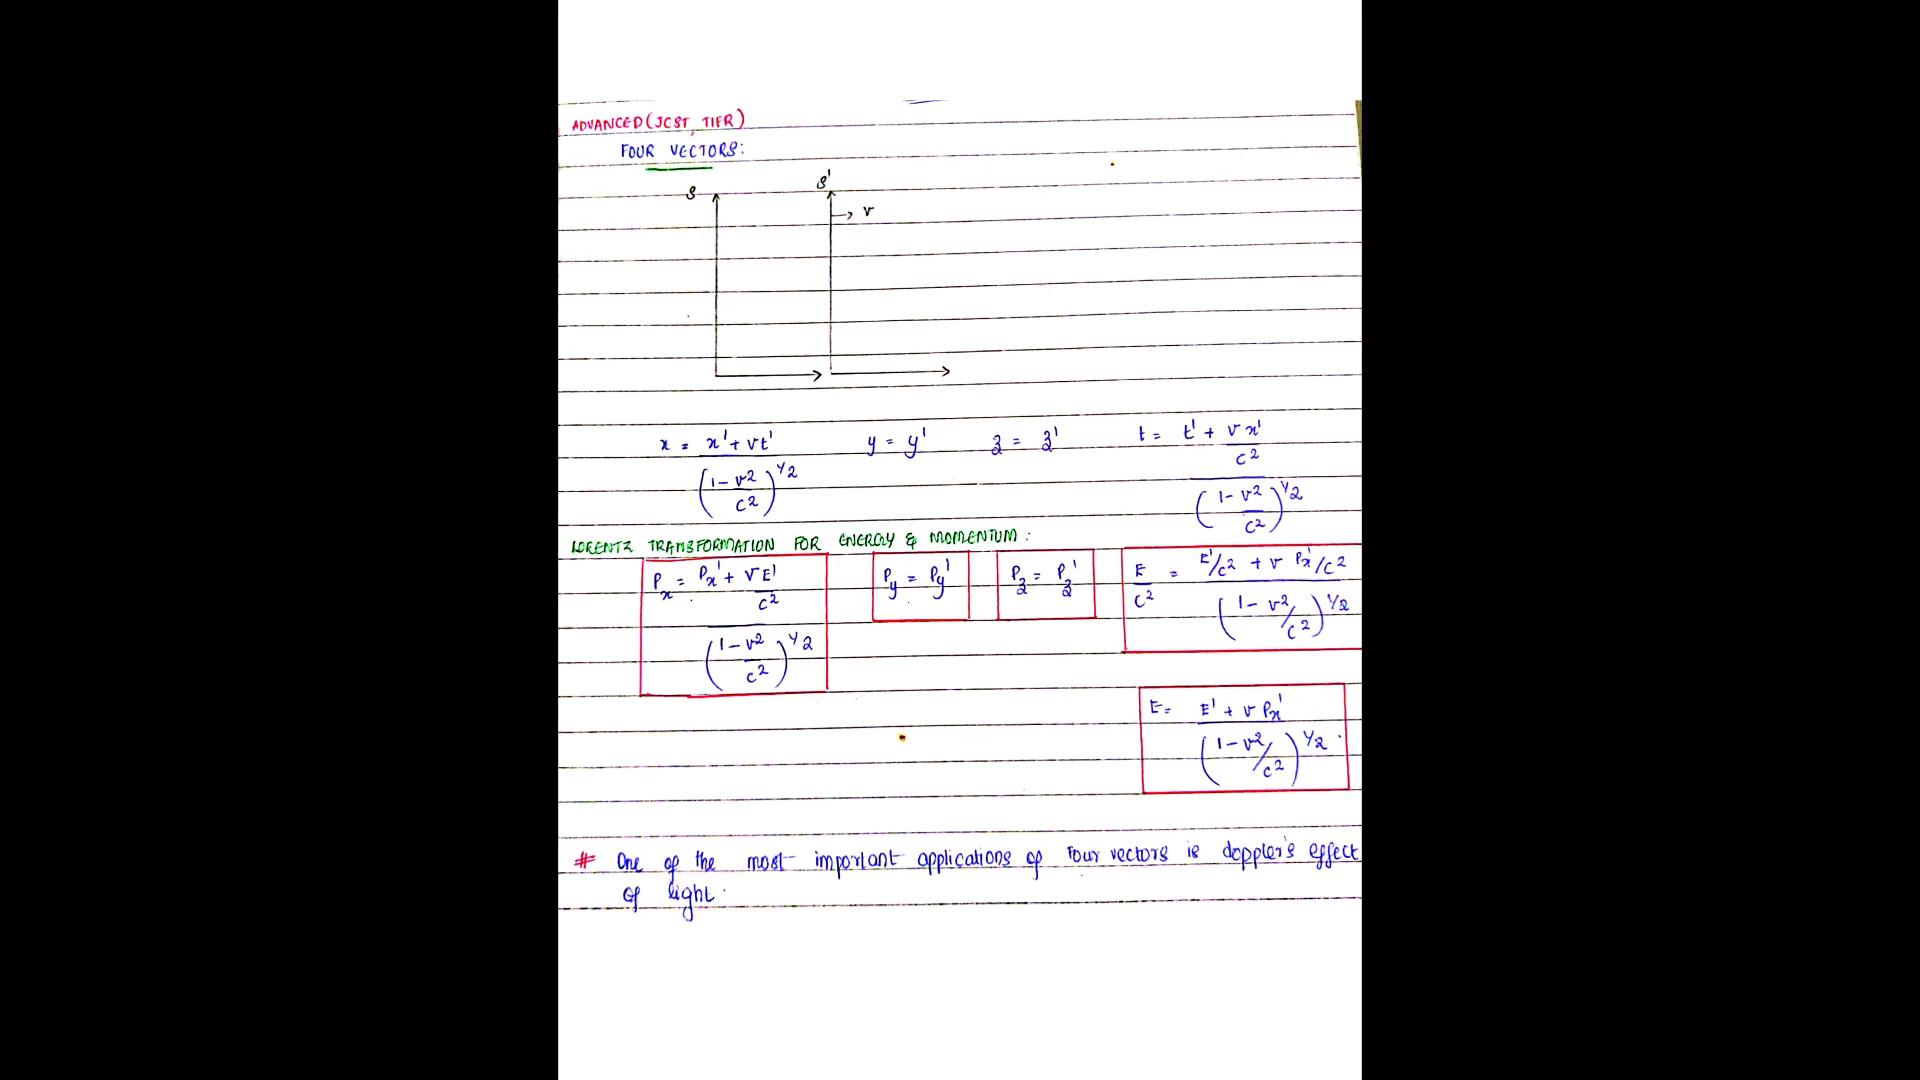 ADVANCED (JCST, TIFR)
FOUR VECTORS:
S S'
→ v
x = x' + vt' / (1 - v2/c2)^1/2 y = y' z = z' t = t' + vx'/c2 / (1 - v2/c2)^1/2
LORENTZ TRANSFORMATION FOR ENERGY & MOMENTUM:
Px = Px' + vE'/c2 / (1 - v2/c2)^1/2 Py = Py' Pz = Pz' E/c2 = E'/c2 + v Px'/c2 / (1 - v2/c2)^1/2
E = E' + v Px' / (1 - v2/c2)^1/2
# One of the most important applications of four vectors is doppler's effect
of light.